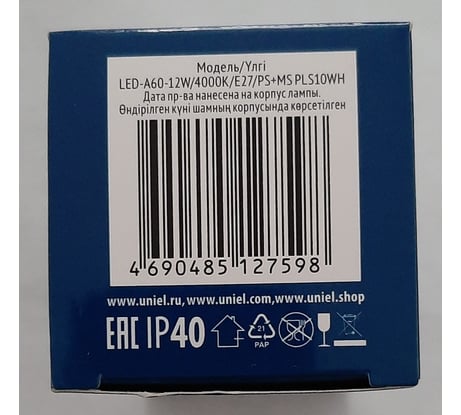 Модель/Үлгі
LED-A60-12W/4000K/E27/PS+MS PLS10WH
Дата пр-ва нанесена на корпус лампы.
Өндірілген күні шамның корпусында көрсетілген
4 690485 127598
www.uniel.ru, www.uniel.com, www.uniel.shop
EAC IP40
21
PAP